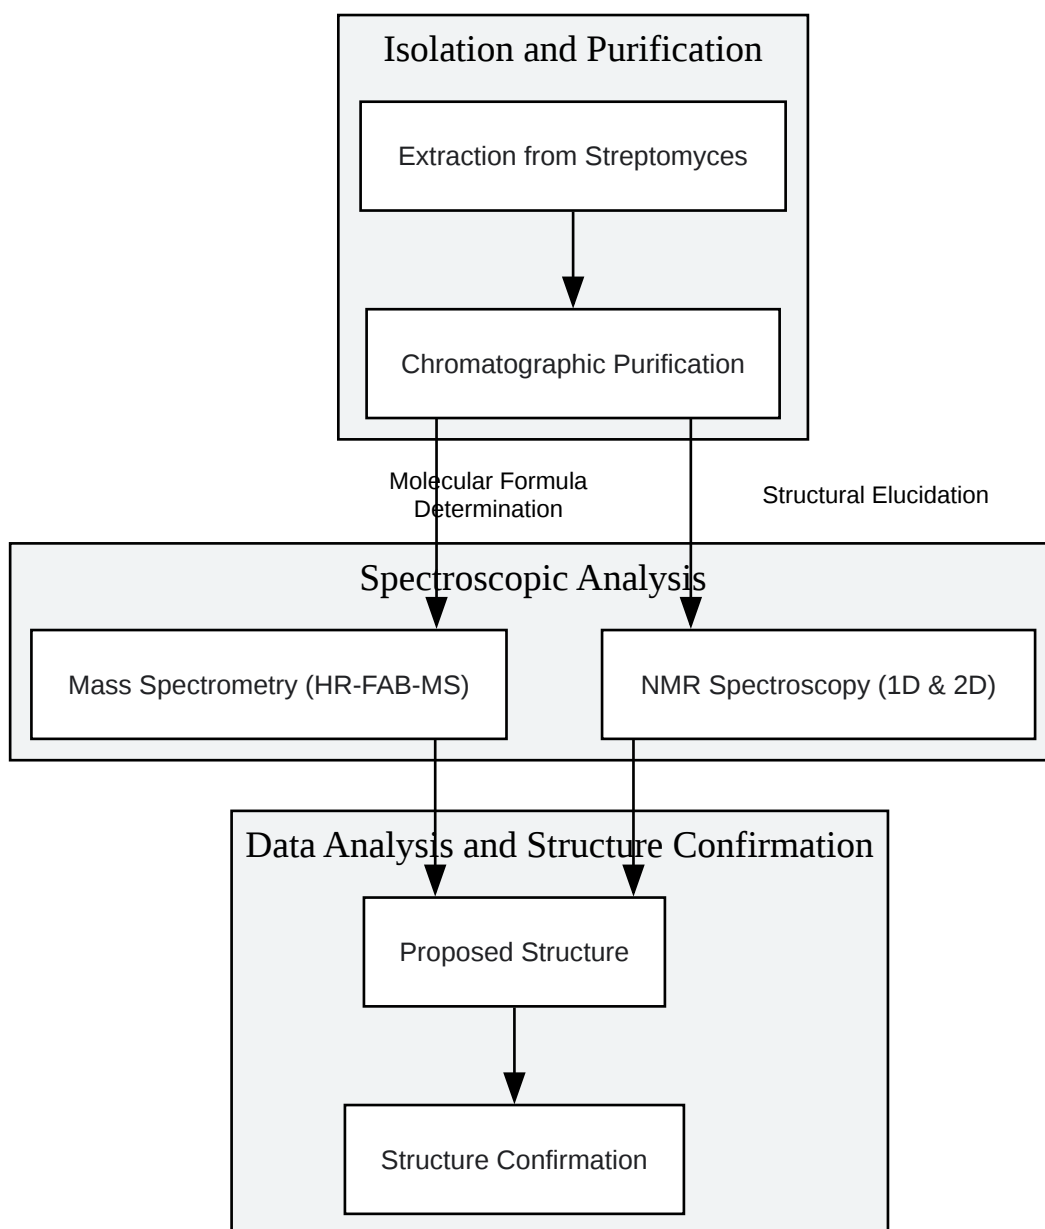 Isolation and Purification
Extraction from Streptomyces
Chromatographic Purification
Molecular Formula
Determination
Structural Elucidation
Spectroscopic Analysis
Mass Spectrometry (HR-FAB-MS)
NMR Spectroscopy (1D & 2D)
Data Analysis and Structure Confirmation
Proposed Structure
Structure Confirmation